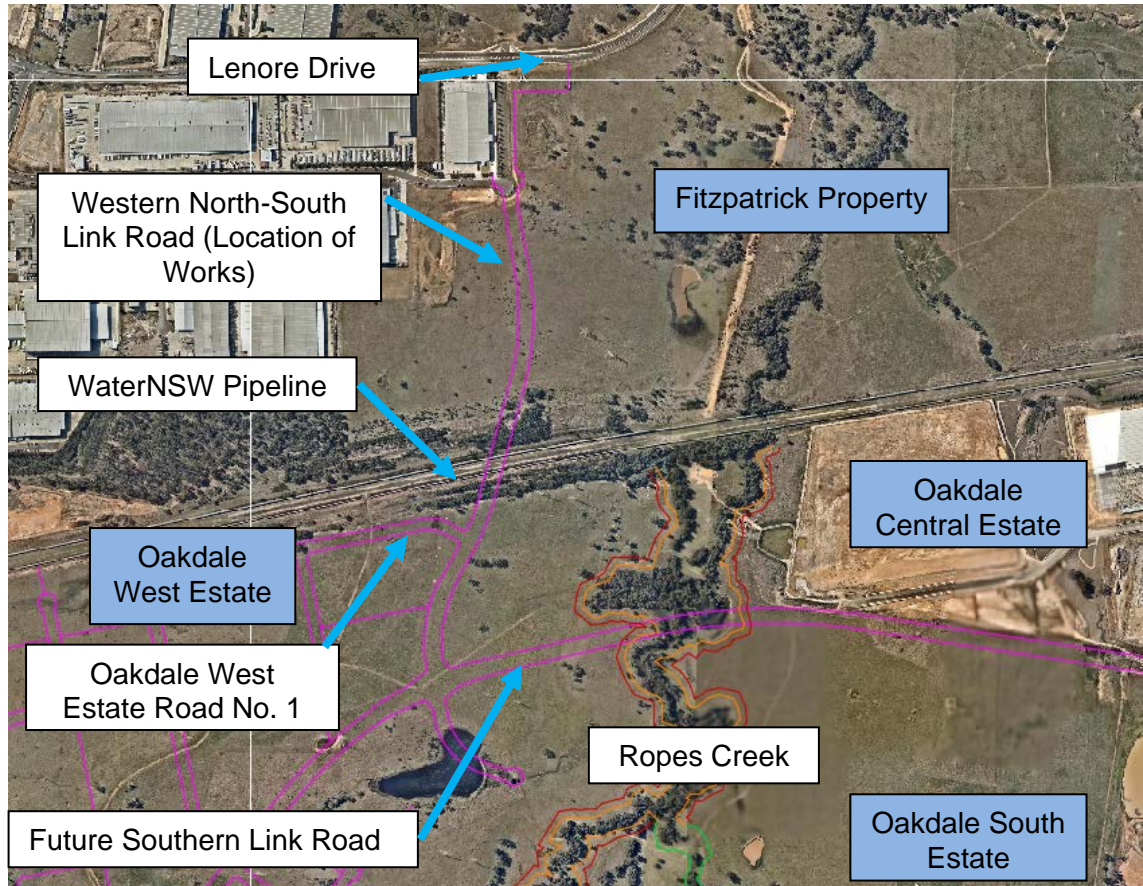 Lenore Drive
Western North-South
Link Road (Location of
Works)
Fitzpatrick Property
WaterNSW Pipeline
Oakdale
Central Estate
Oakdale
West Estate
Oakdale West
Estate Road No. 1
Ropes Creek
Future Southern Link Road
Oakdale South
Estate